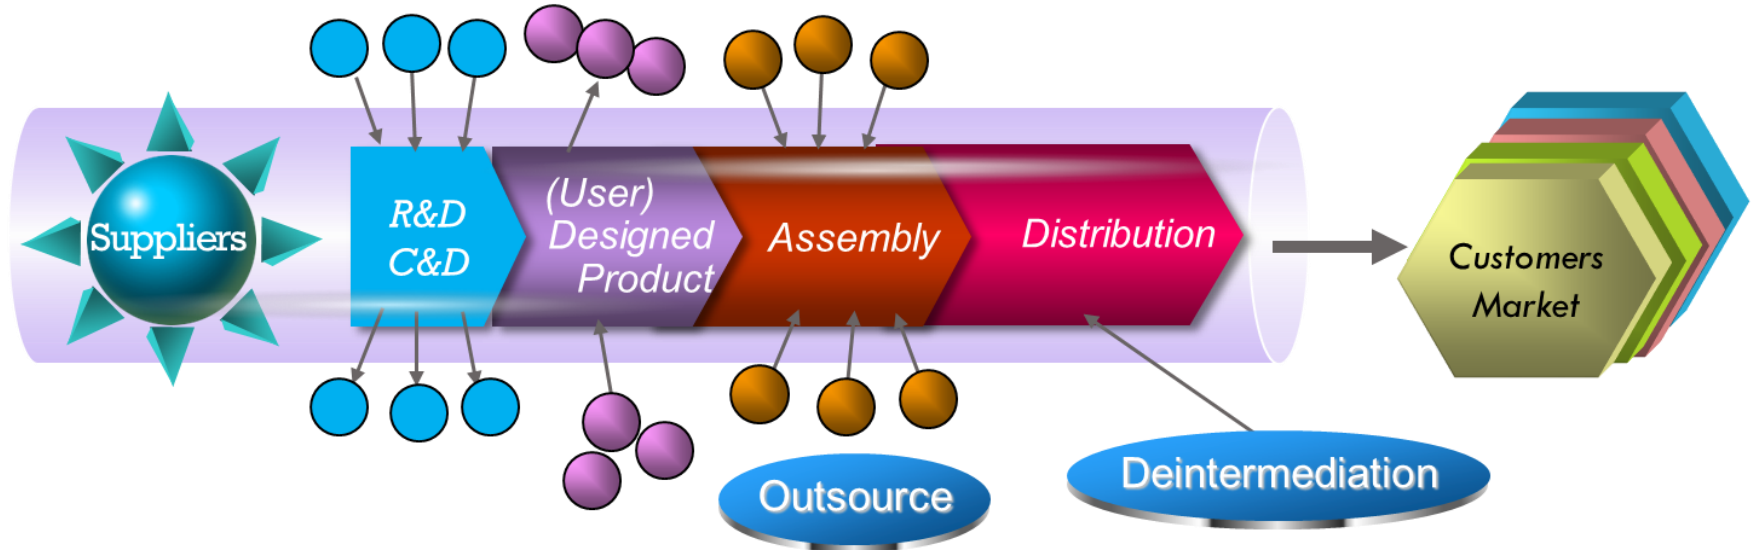 Suppliers
R&D
C&D
(User)
Designed
Product
Assembly
Distribution
Customers
Market
Outsource
Deintermediation